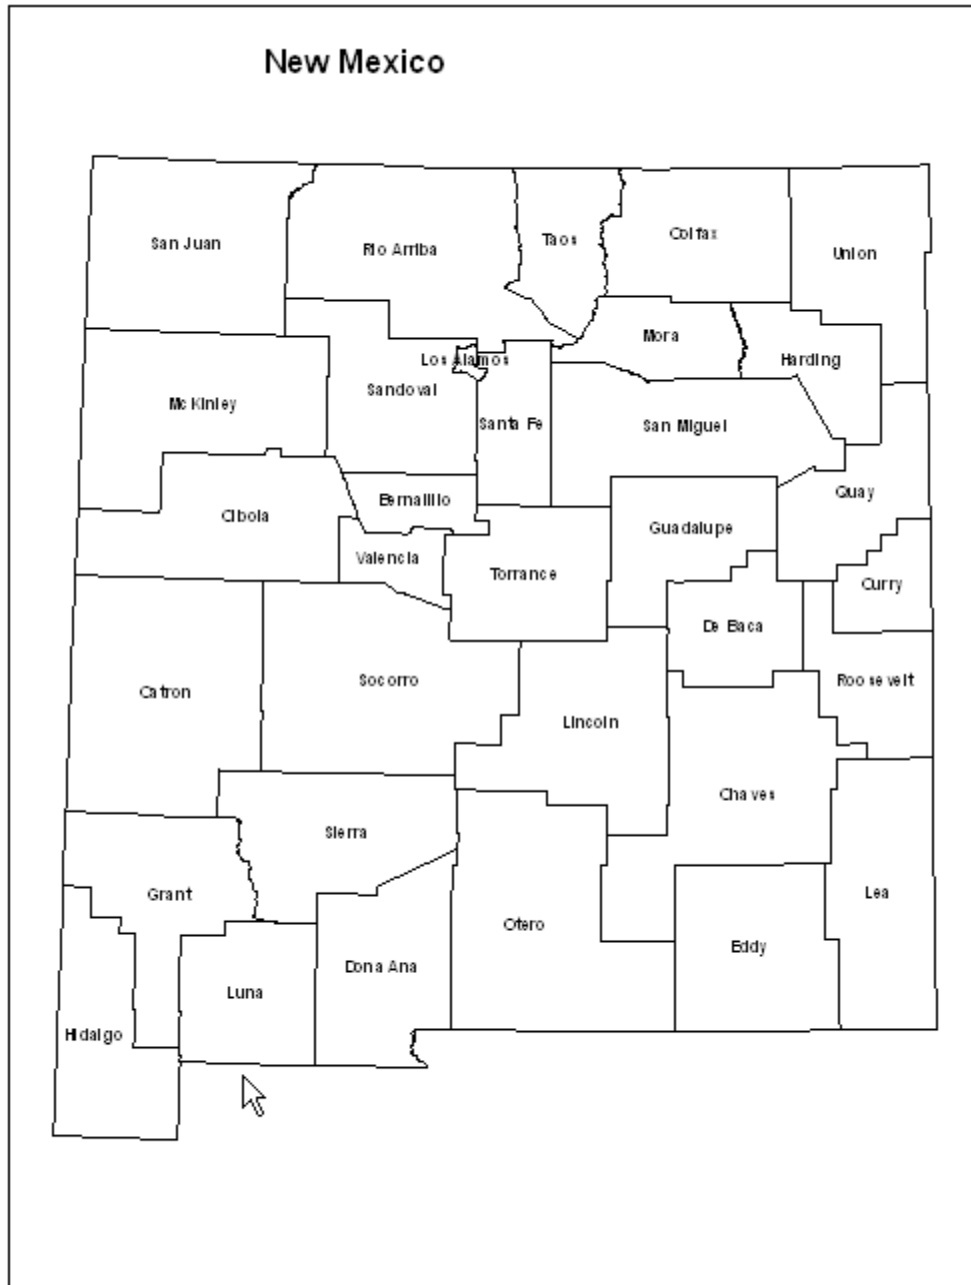 New Mexico
San Juan
Rio Arriba
Taos
Colfax
Union
Los Alamos
Mora
Harding
McKinley
Sandoval
Santa Fe
San Miguel
Cibola
Bernalillo
Quay
Valencia
Torrance
Guadalupe
Curry
De Baca
Catron
Socorro
Lincoln
Roosevelt
Sierra
Chaves
Grant
Otero
Lea
Luna
Dona Ana
Eddy
Hidalgo